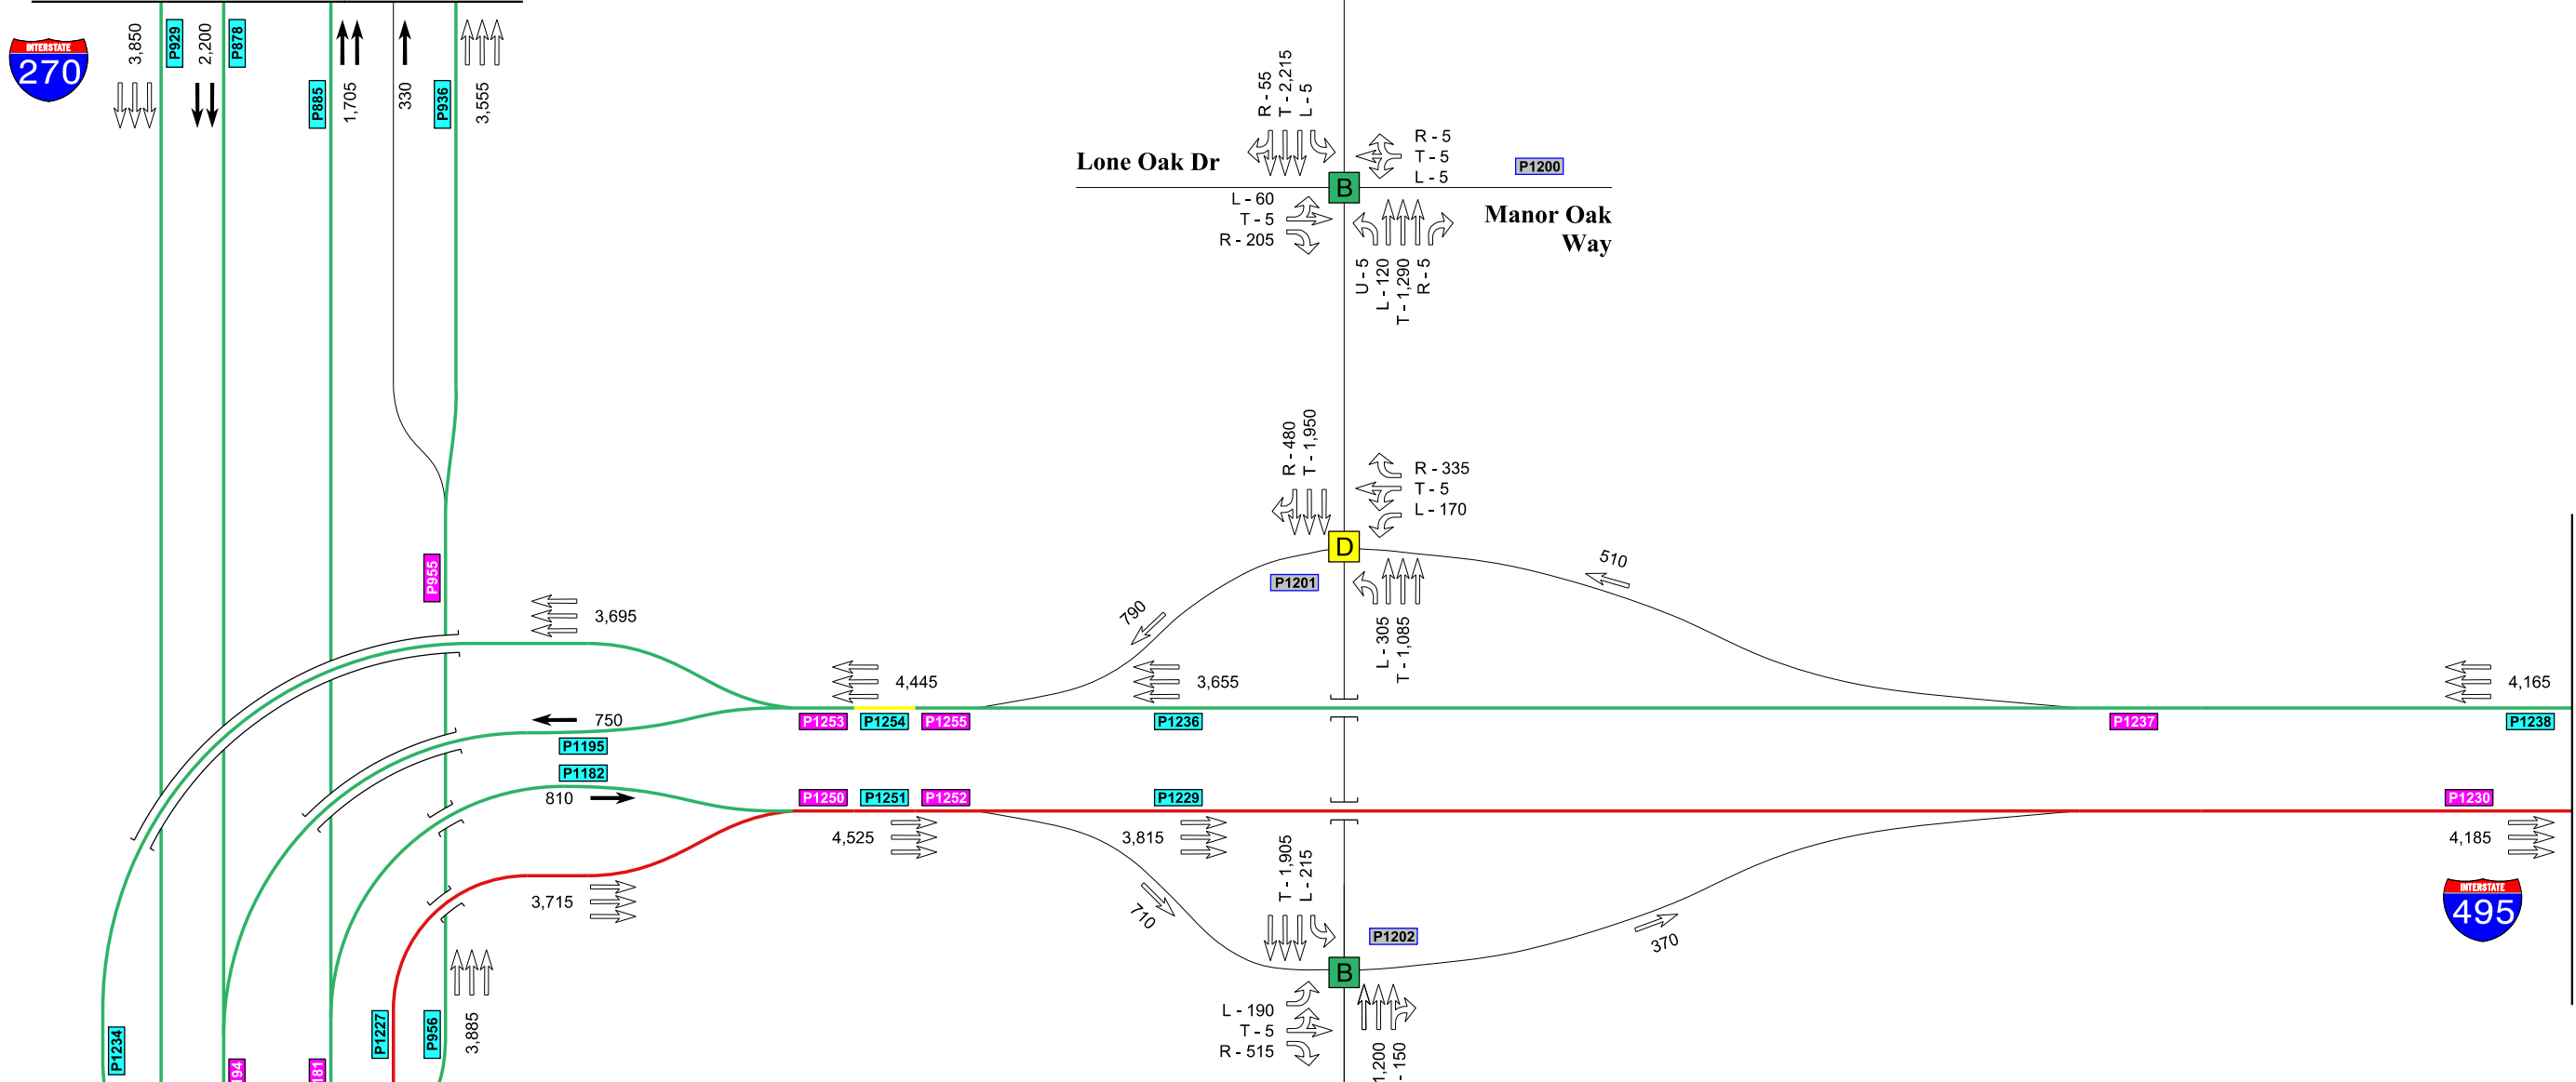 INTERSTATE
270
3,850
P929
2,200
P878
P885
1,705
330
P936
3,555
R - 55
T - 2,215
L - 5
Lone Oak Dr
R - 5
T - 5
L - 5
P1200
B
L - 60
T - 5
R - 205
Manor Oak
Way
U - 5
L - 120
T - 1,290
R - 5
R - 480
T - 1,950
R - 335
T - 5
L - 170
D
P1201
510
P955
3,695
790
L - 305
T - 1,085
4,445
3,655
4,165
750
P1253
P1254
P1255
P1236
P1237
P1238
P1195
P1182
810
P1250
P1251
P1252
P1229
P1230
4,525
3,815
4,185
T - 1,905
L - 215
3,715
710
P1202
370
INTERSTATE
495
B
P1234
P1227
P956
3,885
L - 190
T - 5
R - 515
1,200
- 150
194
181